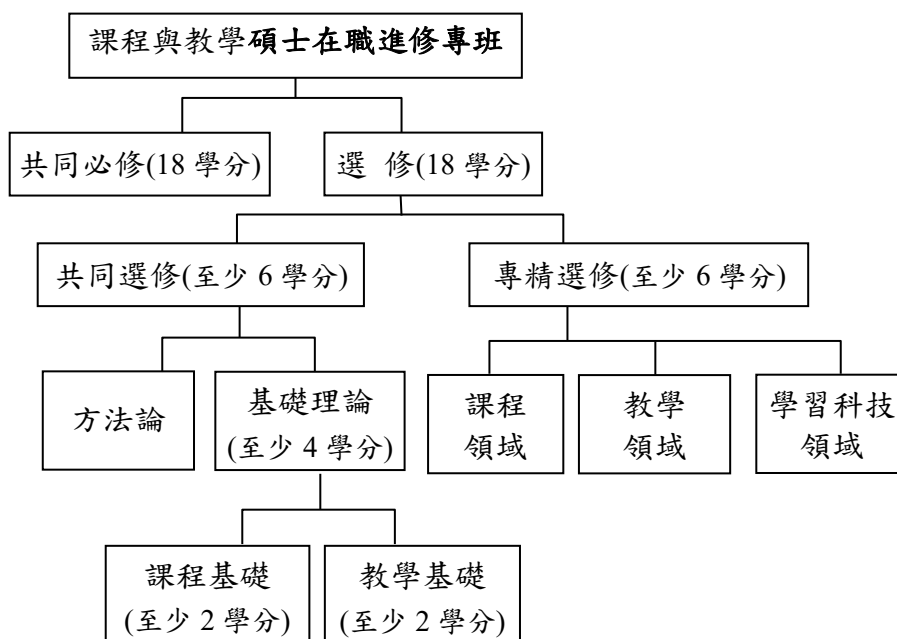 課程與教學碩士在職進修專班
共同必修(18 學分)
選 修(18 學分)
共同選修(至少 6 學分)
專精選修(至少 6 學分)
方法論
基礎理論
(至少 4 學分)
課程
領域
教學
領域
學習科技
領域
課程基礎
(至少 2 學分)
教學基礎
(至少 2 學分)